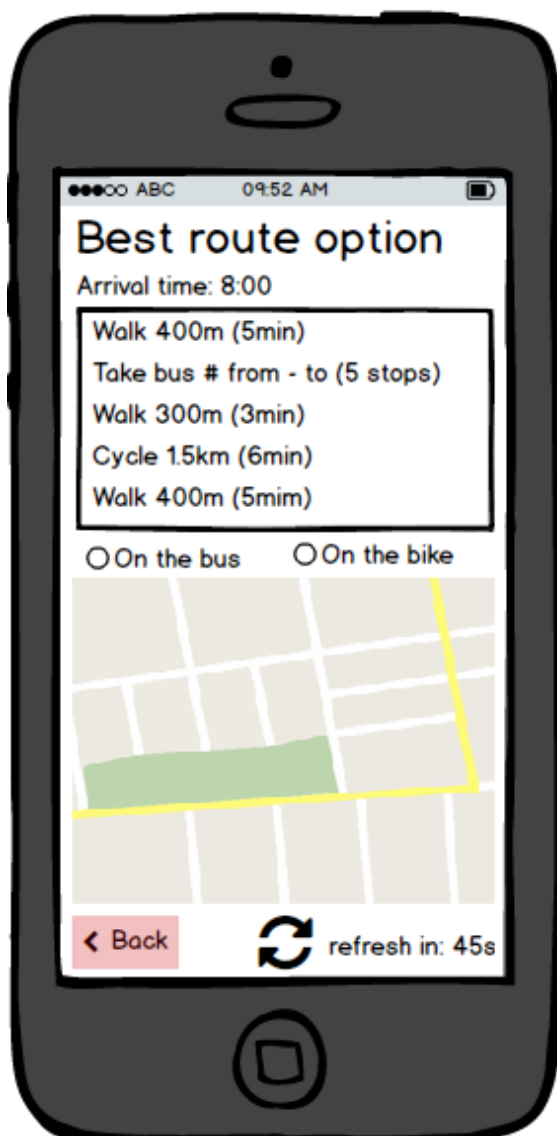 ABC 09:52 AM
Best route option
Arrival time: 8:00
Walk 400m (5min)
Take bus # from - to (5 stops)
Walk 300m (3min)
Cycle 1.5km (6min)
Walk 400m (5mim)
On the bus On the bike
Back refresh in: 45s